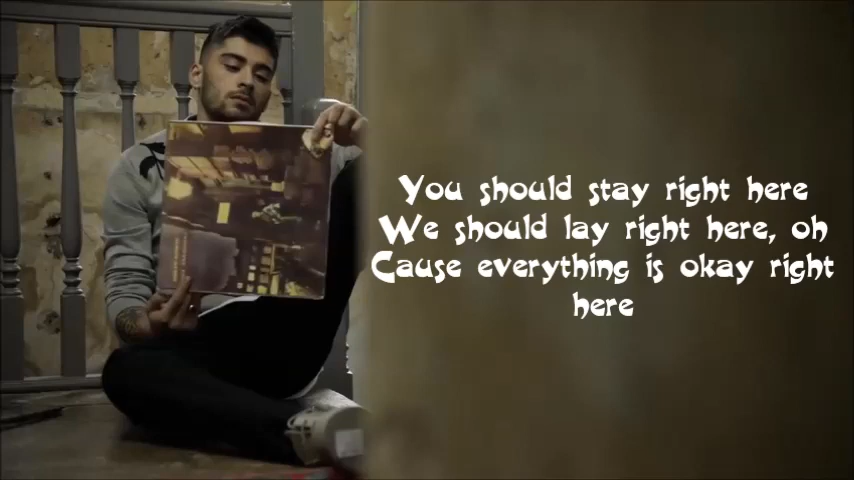 You should stay right here
We should lay right here, oh
Cause everything is okay right
here